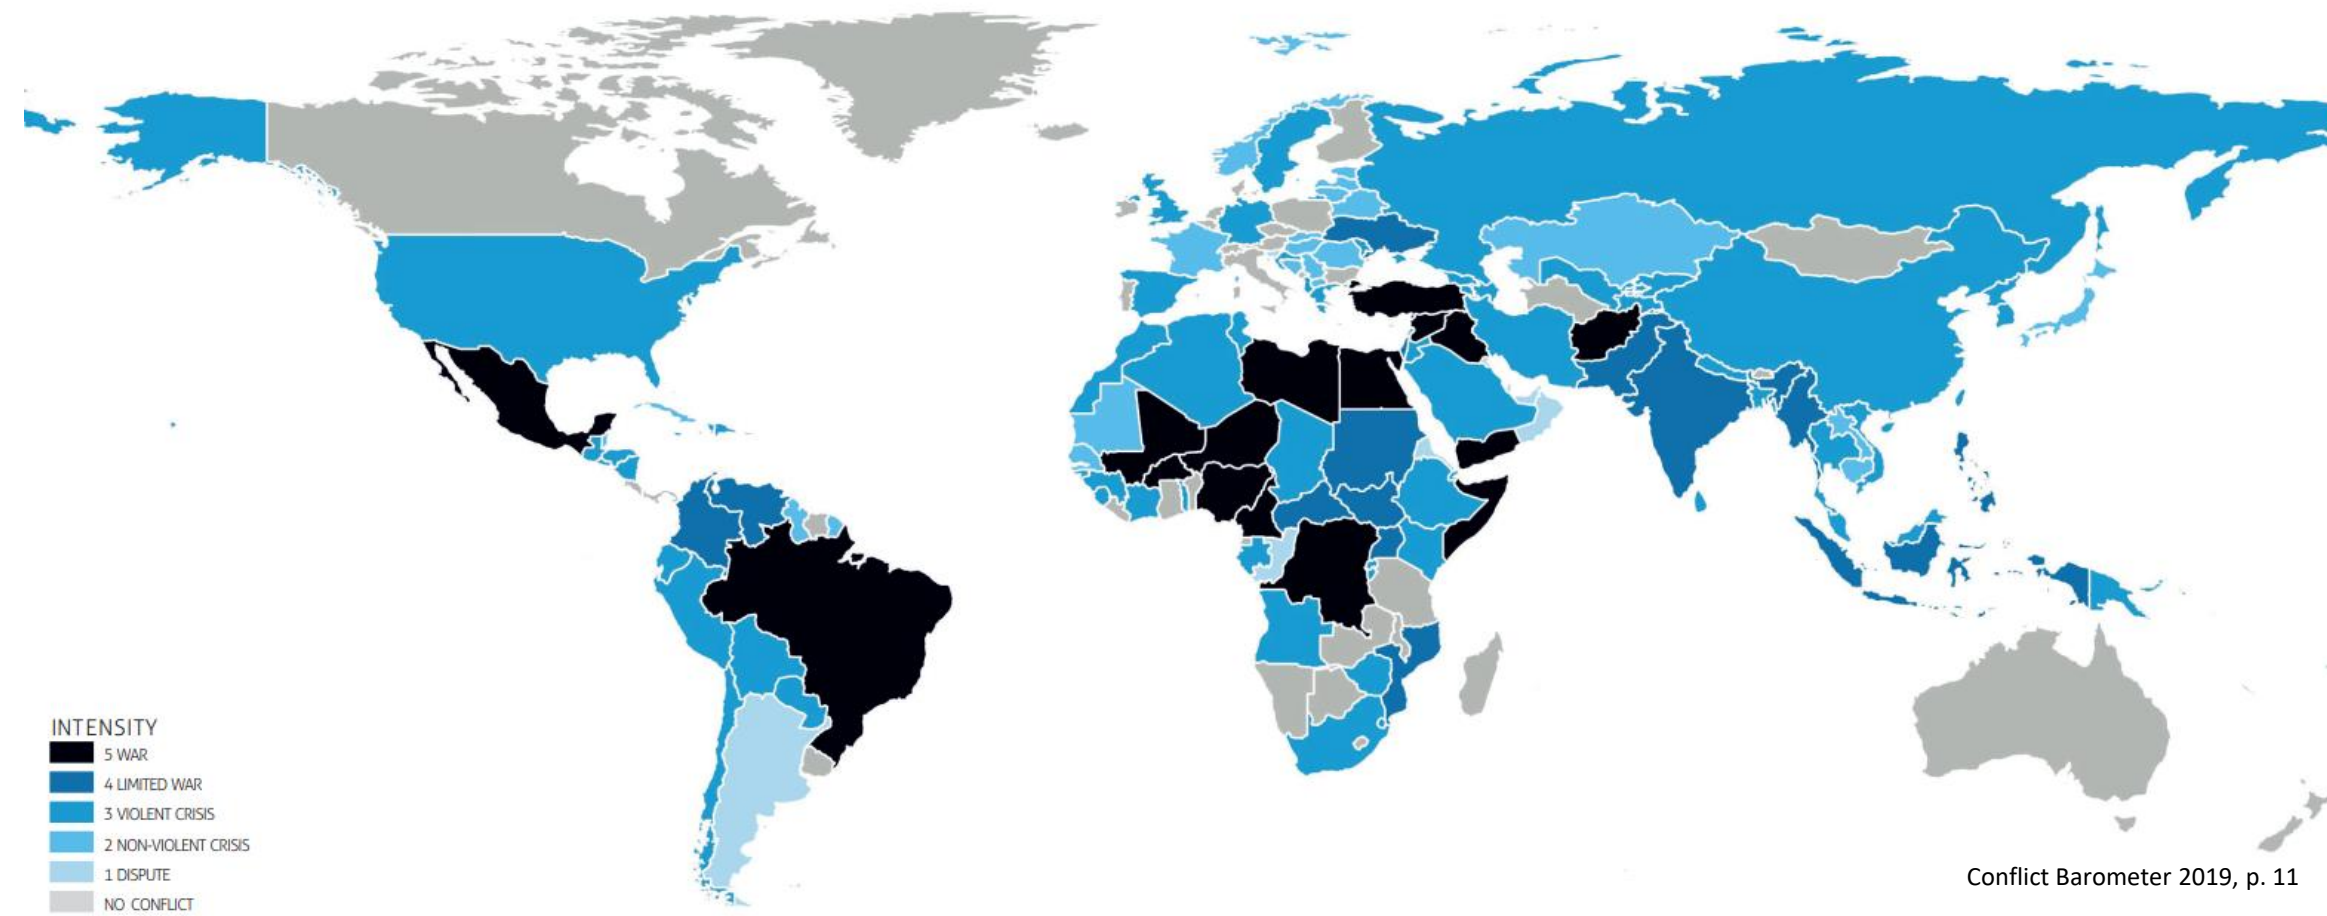 INTENSITY
5 WAR
4 LIMITED WAR
3 VIOLENT CRISIS
2 NON-VIOLENT CRISIS
1 DISPUTE
NO CONFLICT
Conflict Barometer 2019, p. 11